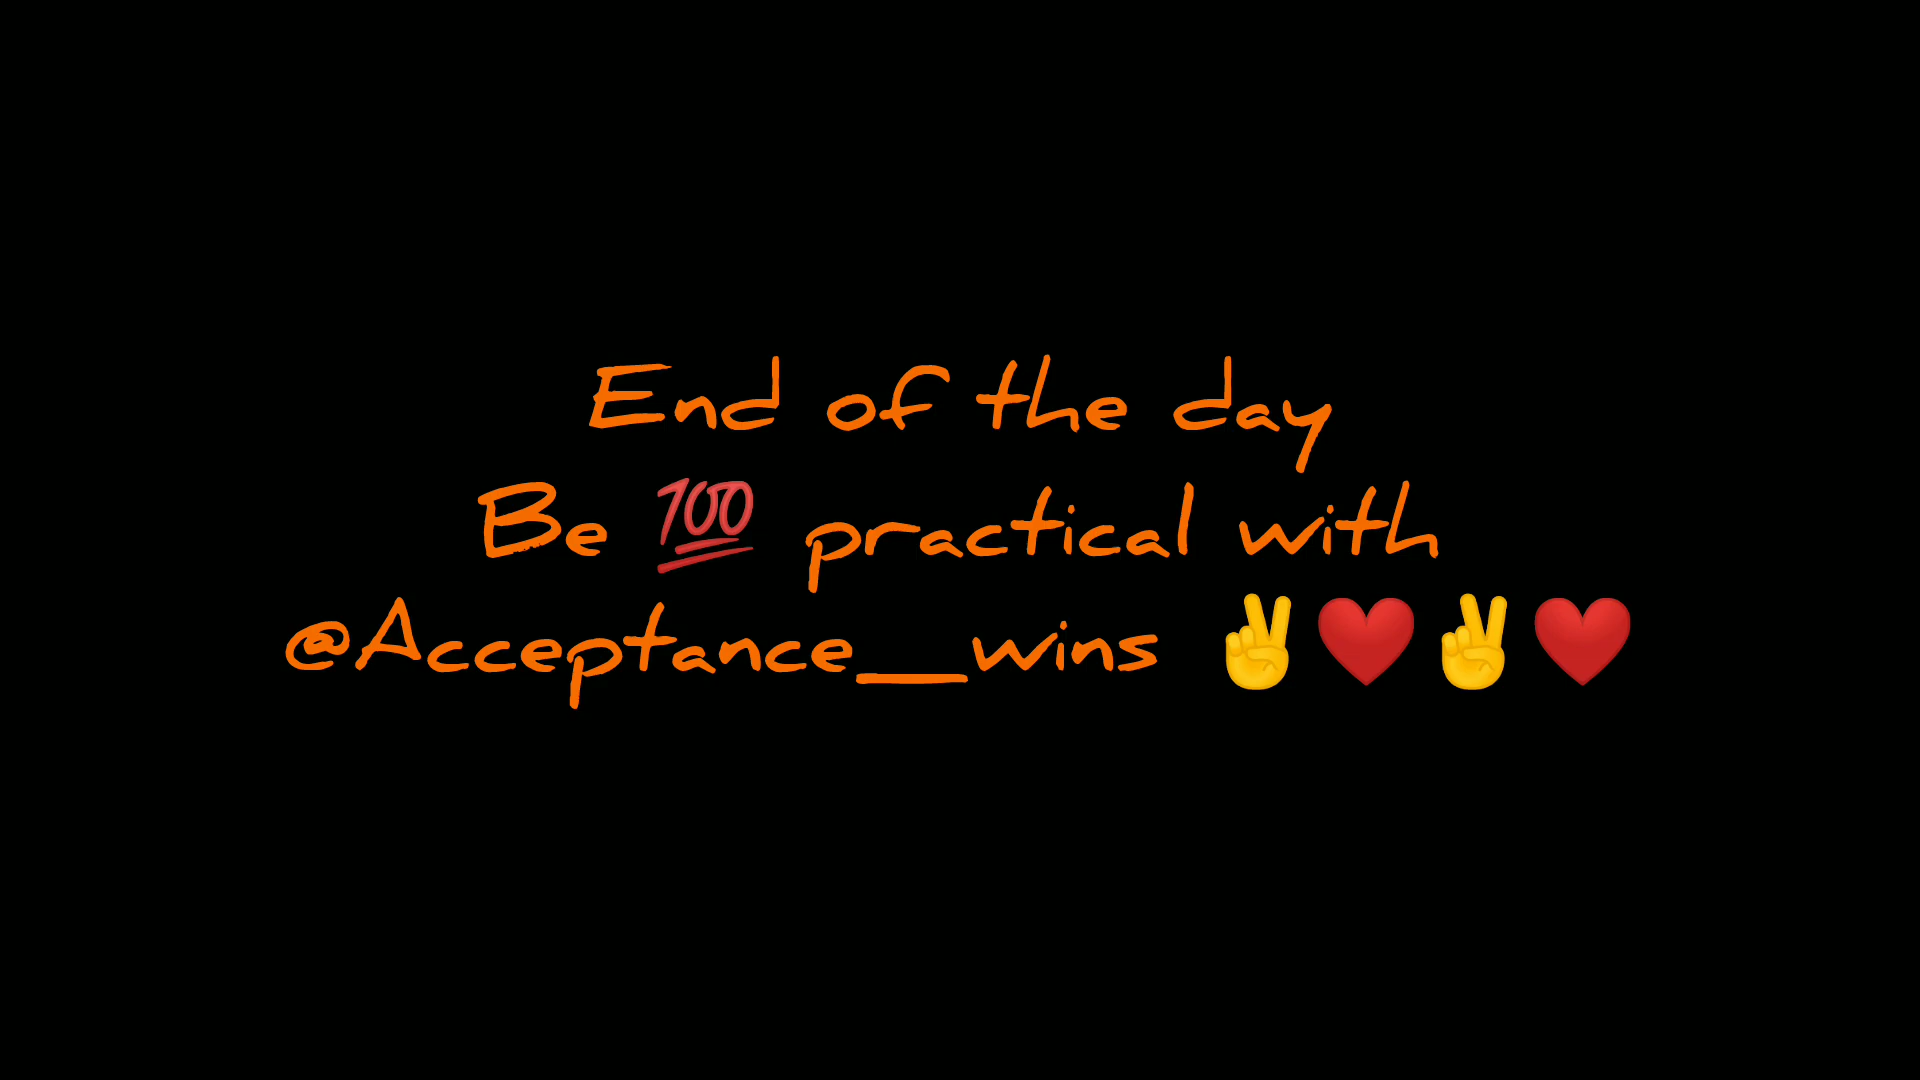 End of the day
Be 💯 practical with
@Acceptance__wins ✌️❤️✌️❤️